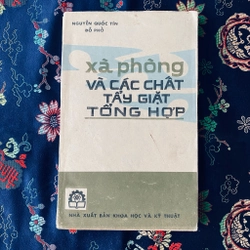 NGUYỄN QUỐC TÍN
ĐỖ PHỔ
xà phòng
VÀ CÁC CHẤT
TẨY GIẶT
TỔNG HỢP
NHÀ XUẤT BẢN KHOA HỌC VÀ KỸ THUẬT